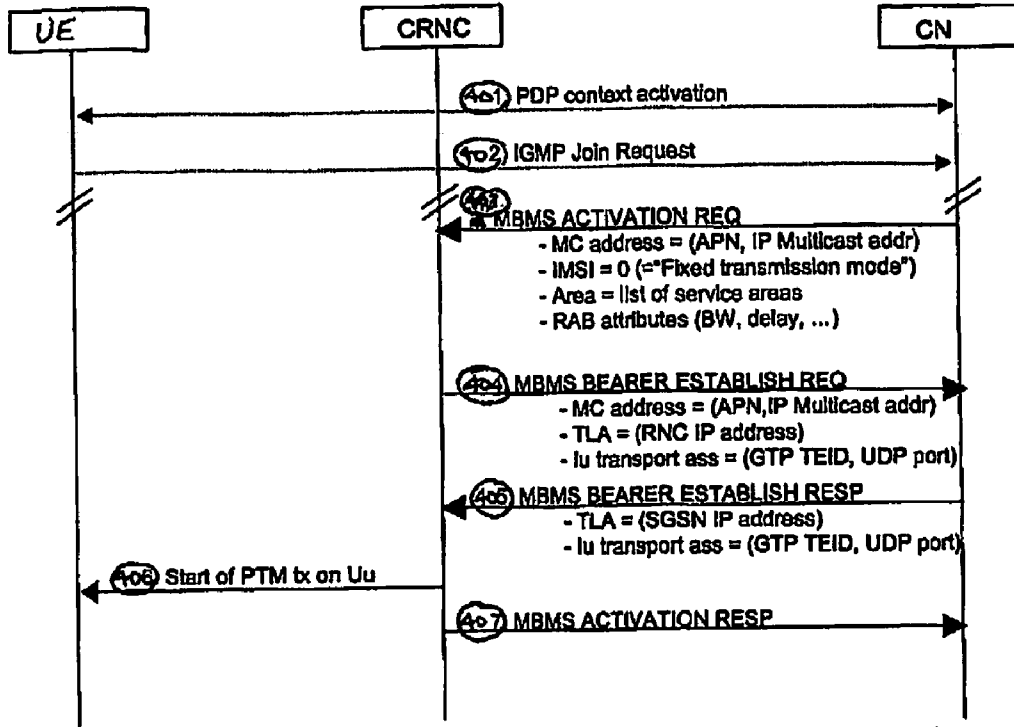 UE
CRNC
CN
401 PDP context activation
402 IGMP Join Request
MBMS ACTIVATION REQ
- MC address = (APN, IP Multicast addr)
- IMSI = 0 (="Fixed transmission mode")
- Area = list of service areas
- RAB attributes (BW, delay, ...)
404 MBMS BEARER ESTABLISH REQ
- MC address = (APN,IP Multicast addr)
- TLA = (RNC IP address)
- Iu transport ass = (GTP TEID, UDP port)
405 MBMS BEARER ESTABLISH RESP
- TLA = (SGSN IP address)
- Iu transport ass = (GTP TEID, UDP port)
406 Start of PTM tx on Uu
407 MBMS ACTIVATION RESP